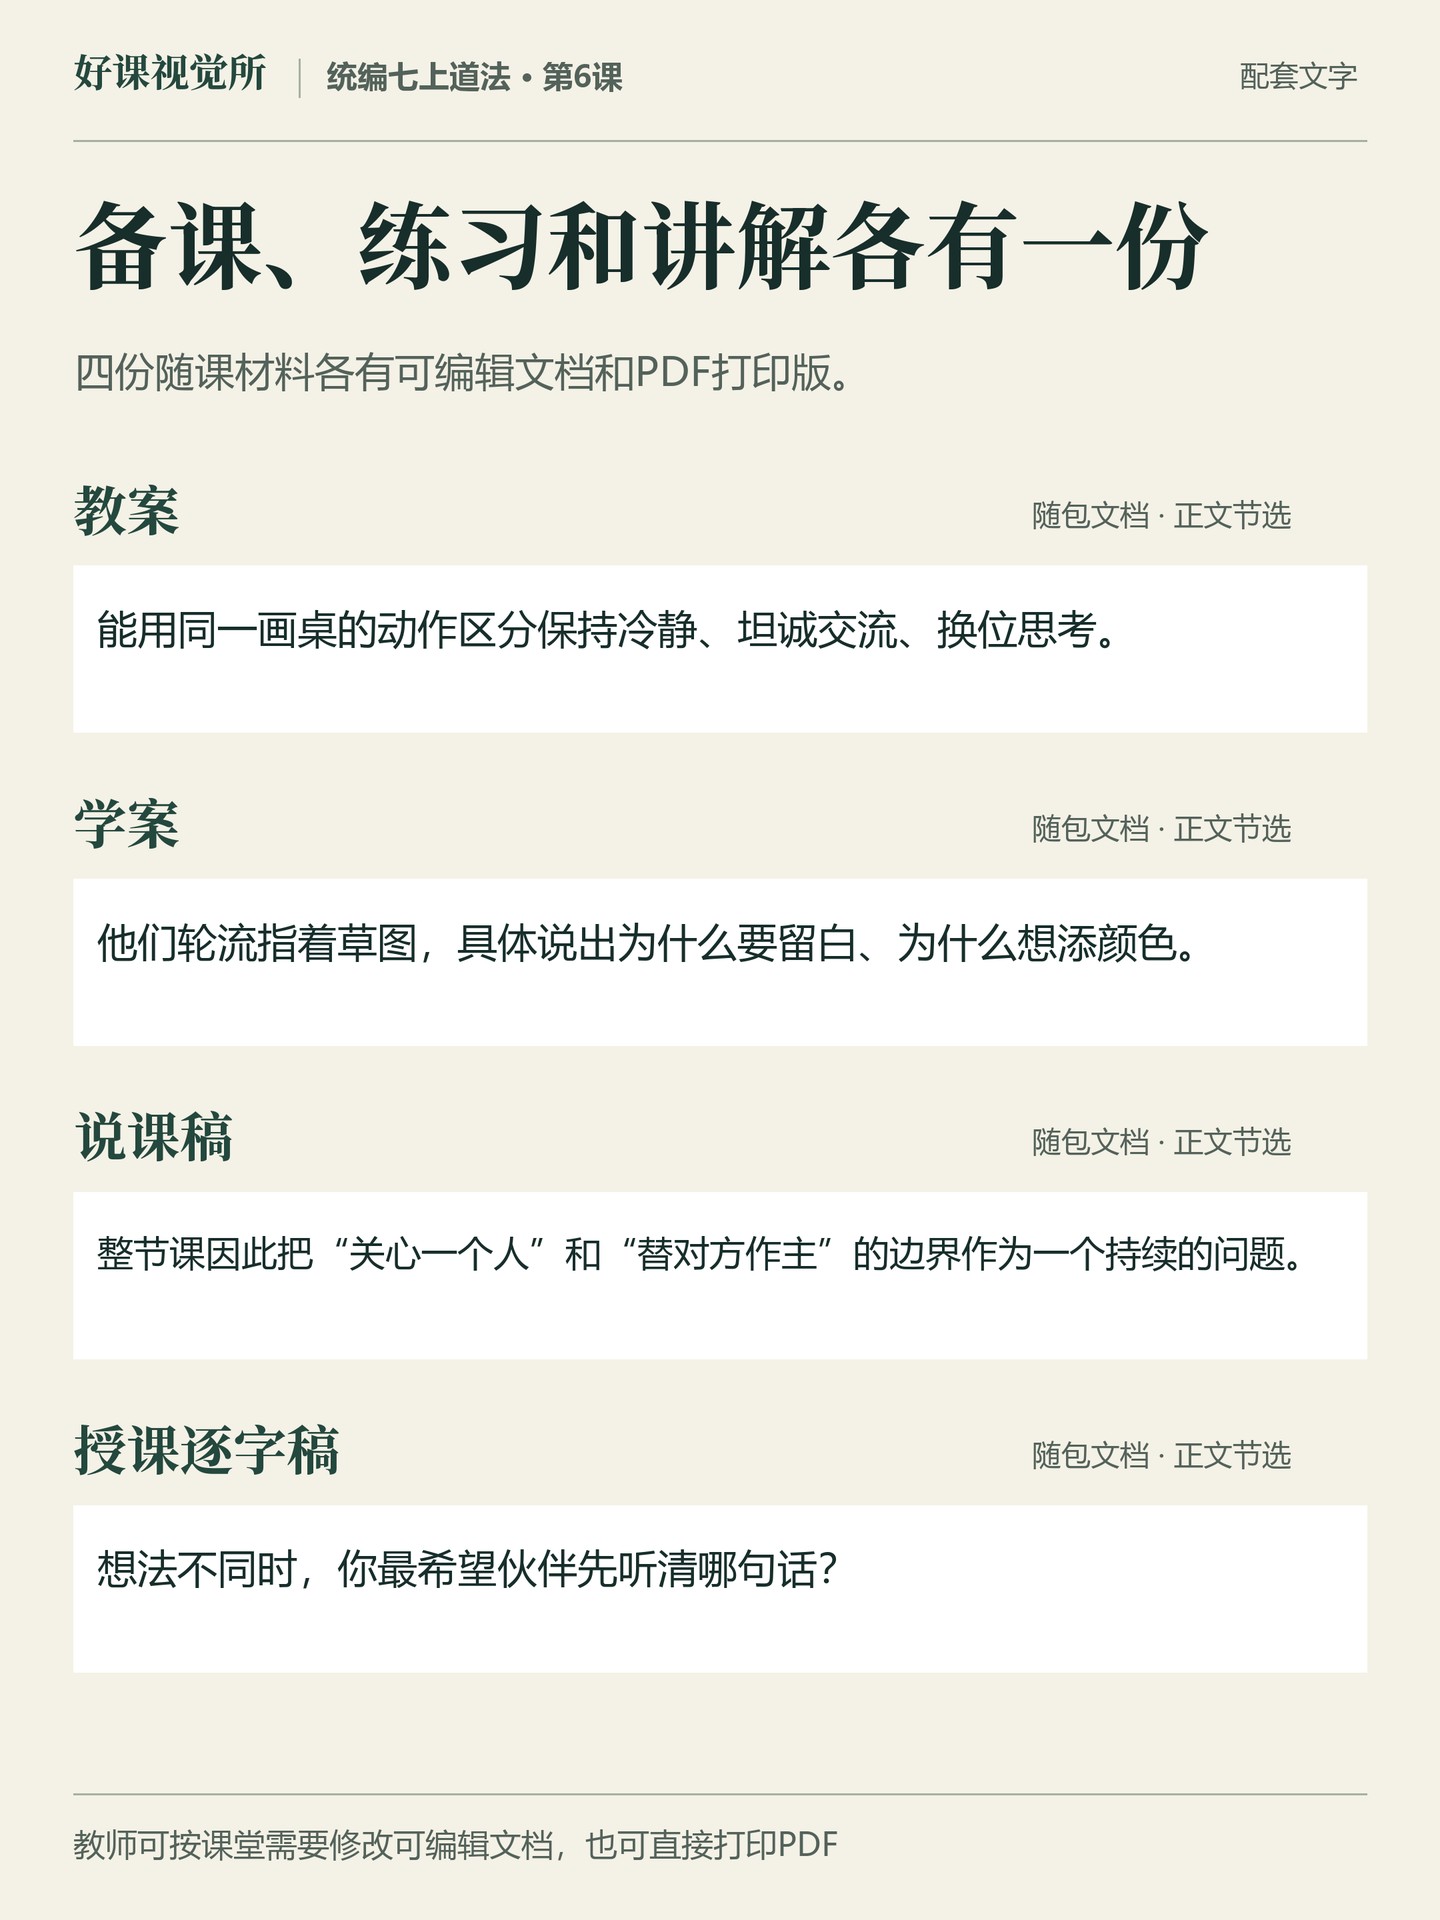 好课视觉所 | 统编七上道法·第6课
配套文字
备课、练习和讲解各有一份
四份随课材料各有可编辑文档和PDF打印版。
教案
随包文档·正文节选
能用同一画桌的动作区分保持冷静、坦诚交流、换位思考。
学案
随包文档·正文节选
他们轮流指着草图，具体说出为什么要留白、为什么想添颜色。
说课稿
随包文档·正文节选
整节课因此把“关心一个人”和“替对方作主”的边界作为一个持续的问题。
授课逐字稿
随包文档·正文节选
想法不同时，你最希望伙伴先听清哪句话？
教师可按课堂需要修改可编辑文档，也可直接打印PDF